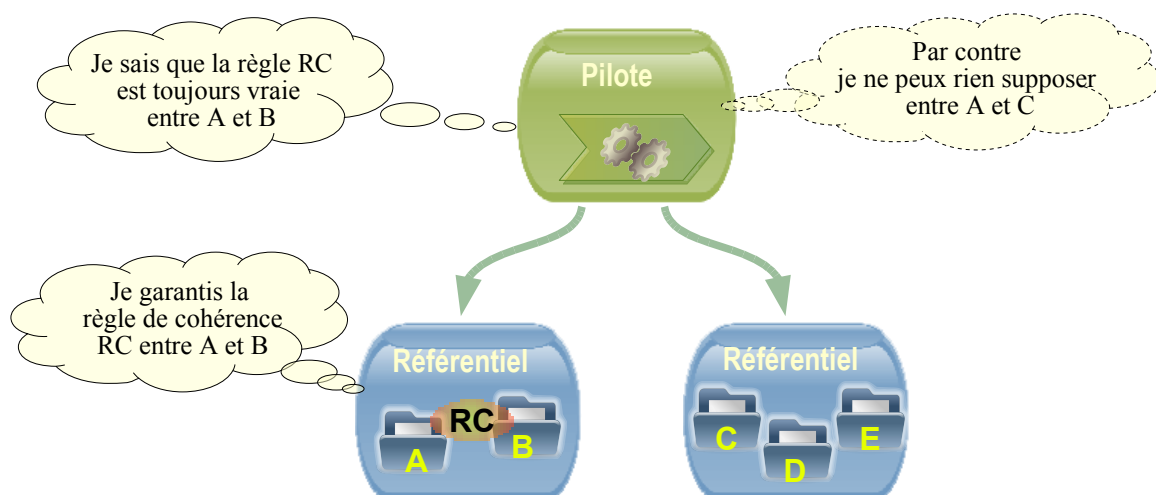 Je sais que la règle RC
est toujours vraie
entre A et B
Pilote
Par contre
je ne peux rien supposer
entre A et C
Je garantis la
règle de cohérence
RC entre A et B
Référentiel
RC
A
B
Référentiel
C
D
E